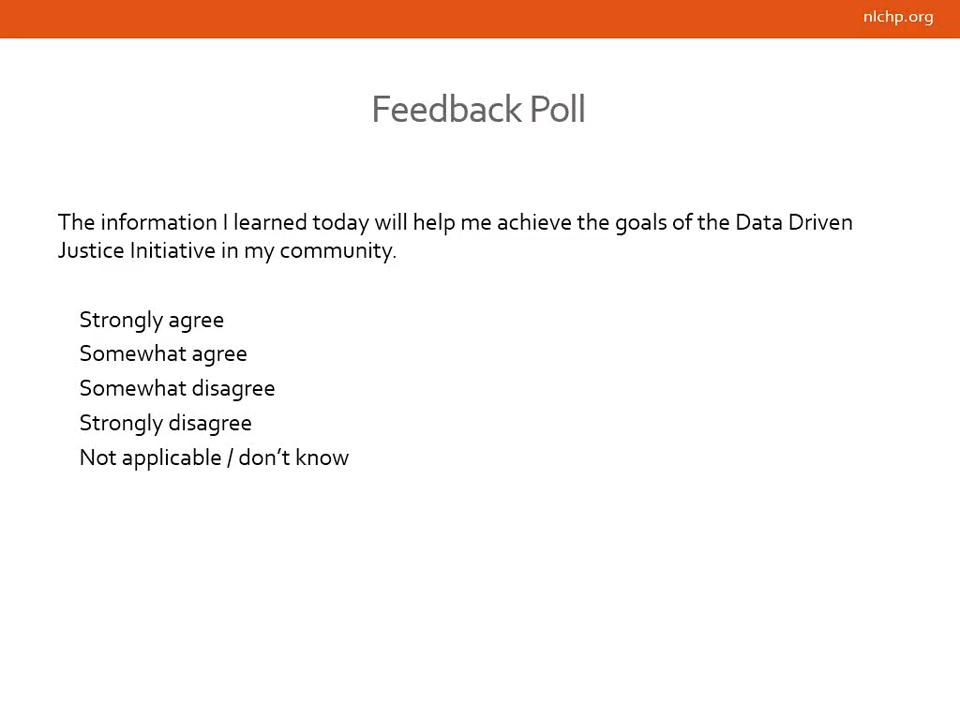 nlchp.org
Feedback Poll
The information I learned today will help me achieve the goals of the Data Driven
Justice Initiative in my community.
Strongly agree
Somewhat agree
Somewhat disagree
Strongly disagree
Not applicable / don’t know